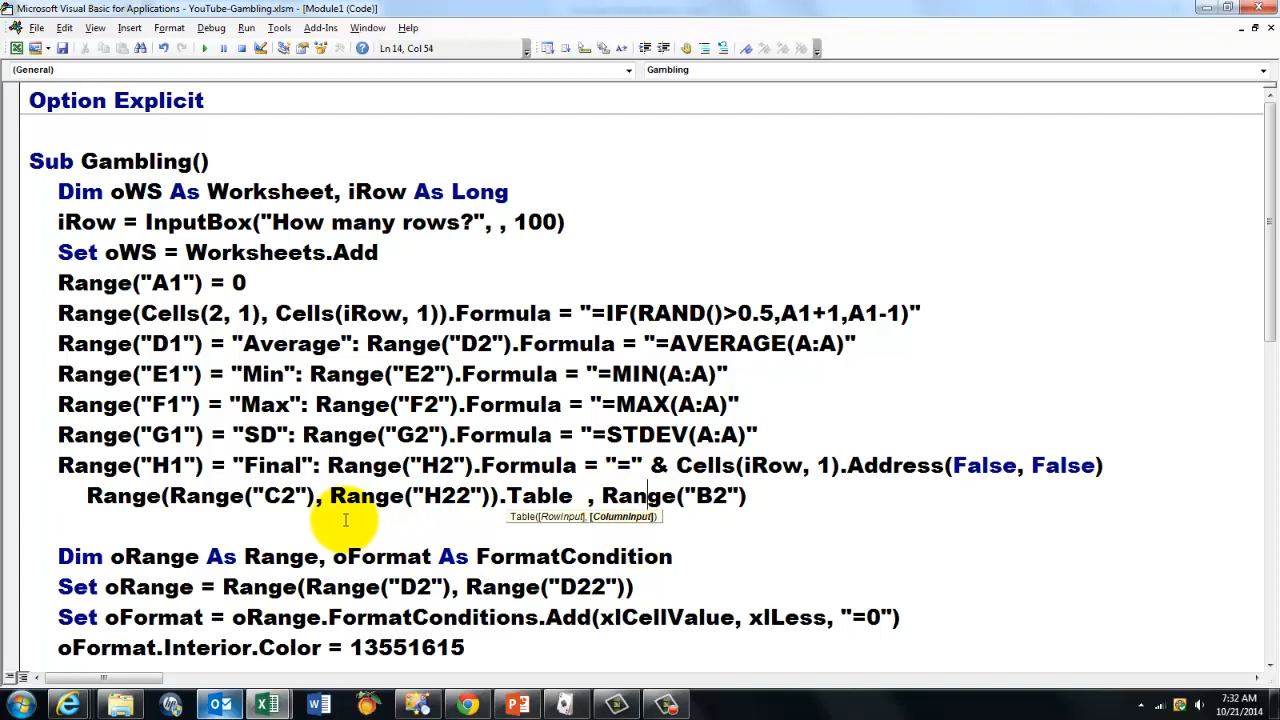 Microsoft Visual Basic for Applications - YouTube-Gambling.xlsm - [Module1 (Code)]
File Edit View Insert Format Debug Run Tools Add-Ins Window Help
Ln 14, Col 54
(General) Gambling
Option Explicit
Sub Gambling()
Dim oWS As Worksheet, iRow As Long
iRow = InputBox("How many rows?", , 100)
Set oWS = Worksheets.Add
Range("A1") = 0
Range(Cells(2, 1), Cells(iRow, 1)).Formula = "=IF(RAND()>0.5,A1+1,A1-1)"
Range("D1") = "Average": Range("D2").Formula = "=AVERAGE(A:A)"
Range("E1") = "Min": Range("E2").Formula = "=MIN(A:A)"
Range("F1") = "Max": Range("F2").Formula = "=MAX(A:A)"
Range("G1") = "SD": Range("G2").Formula = "=STDEV(A:A)"
Range("H1") = "Final": Range("H2").Formula = "=" & Cells(iRow, 1).Address(False, False)
Range(Range("C2"), Range("H22")).Table , Range("B2")
Table([RowInput], [ColumnInput])
Dim oRange As Range, oFormat As FormatCondition
Set oRange = Range(Range("D2"), Range("D22"))
Set oFormat = oRange.FormatConditions.Add(xlCellValue, xlLess, "=0")
oFormat.Interior.Color = 13551615
7:32 AM
10/21/2014